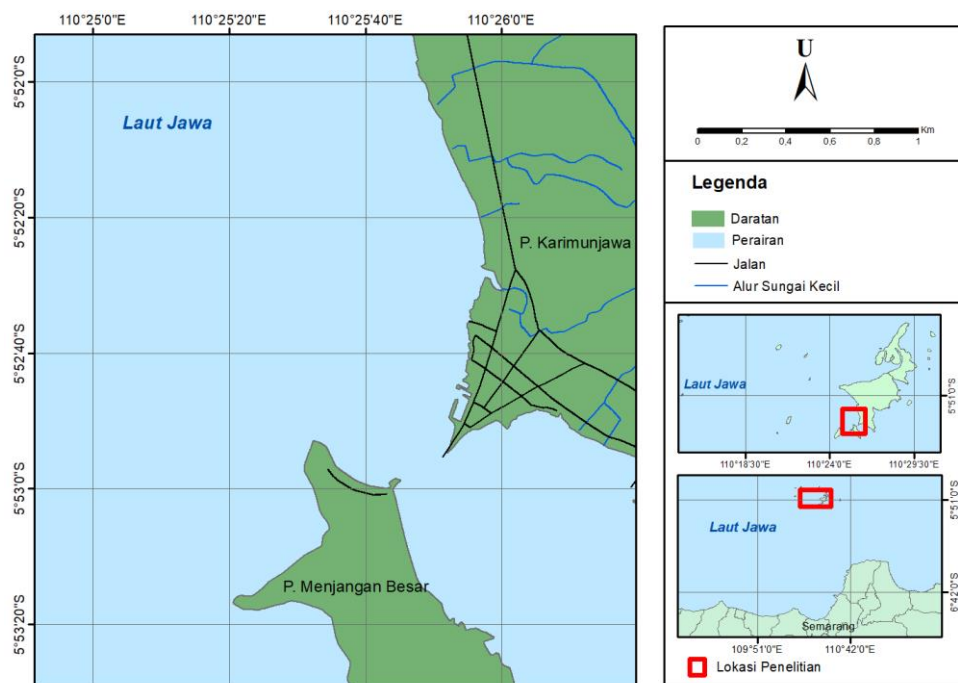 110°25'0"E
110°25'20"E
110°25'40"E
110°26'0"E
5°52'0"S
5°52'20"S
5°52'40"S
5°53'0"S
5°53'20"S
Laut Jawa
P. Karimunjawa
P. Menjangan Besar
U
Km
0
0,2
0,4
0,6
0,8
1
Legenda
Daratan
Perairan
Jalan
Alur Sungai Kecil
Laut Jawa
5°51'0"S
110°18'30"E
110°24'0"E
110°29'30"E
Laut Jawa
5°51'0"S
6°42'0"S
Semarang
109°51'0"E
110°42'0"E
Lokasi Penelitian